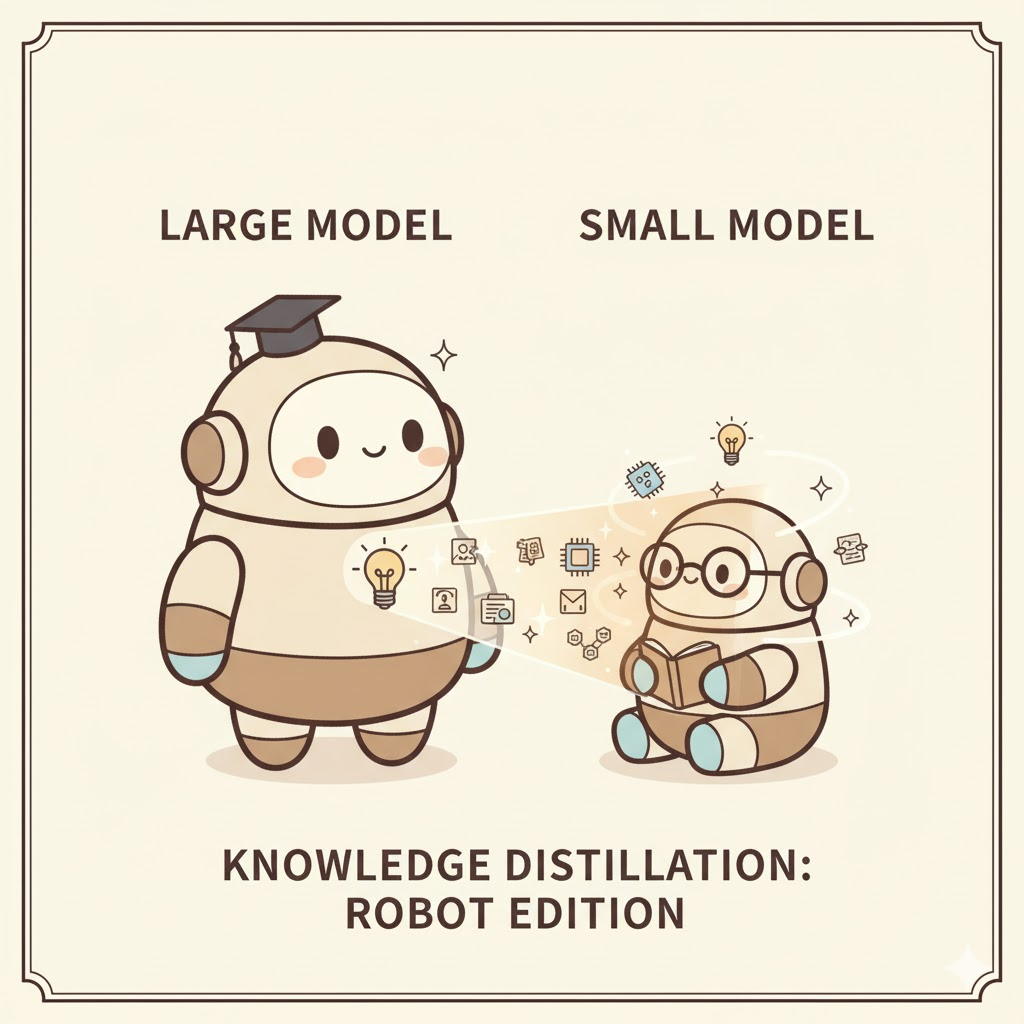 LARGE MODEL
SMALL MODEL
KNOWLEDGE DISTILLATION:
ROBOT EDITION